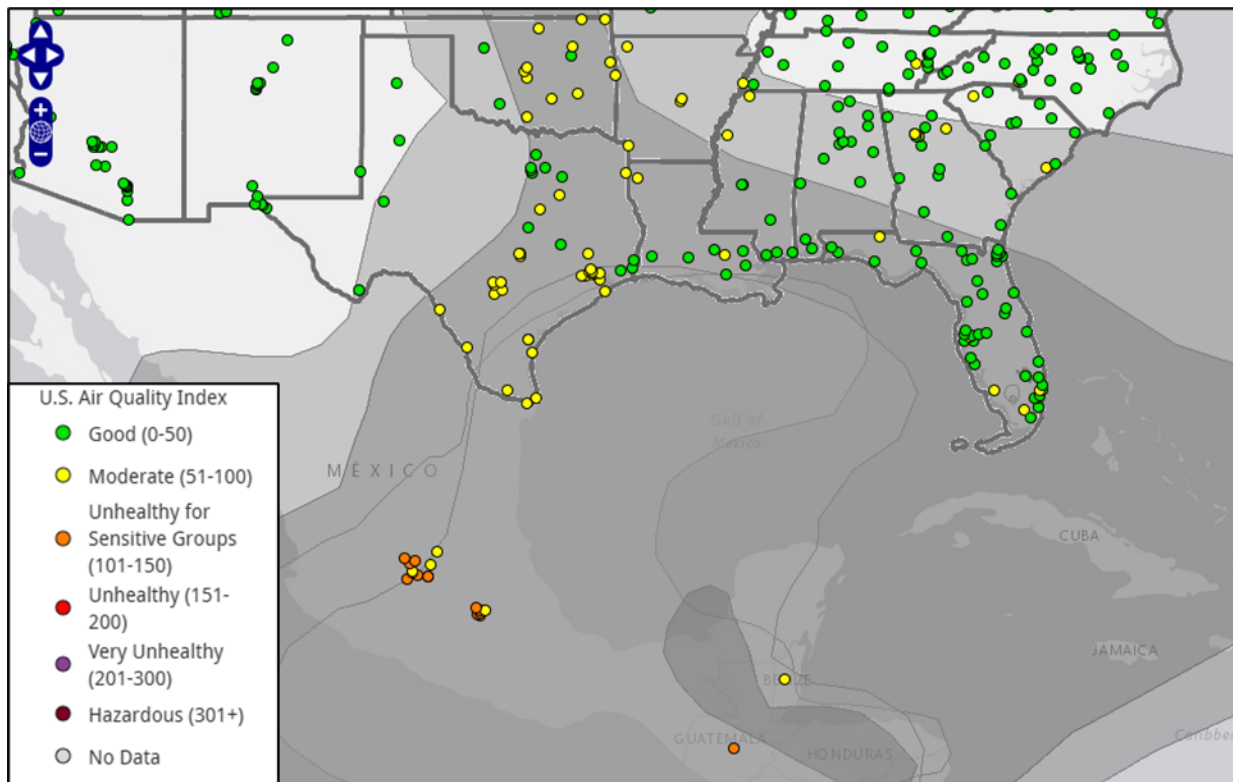 U.S. Air Quality Index
Good (0-50)
Moderate (51-100)
Unhealthy for
Sensitive Groups
(101-150)
Unhealthy (151-
200)
Very Unhealthy
(201-300)
Hazardous (301+)
No Data
Gulf of
Mexico
MÉXICO
CUBA
JAMAICA
BELIZE
GUATEMALA
HONDURAS